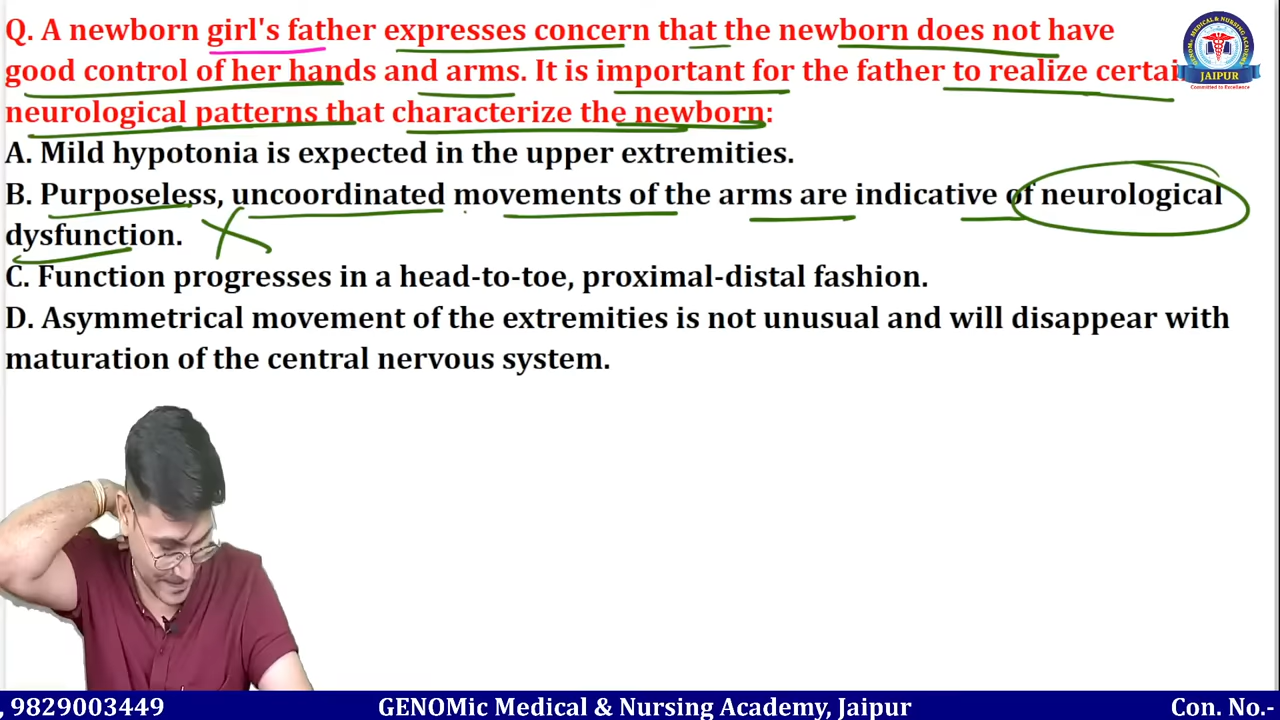 Q. A newborn girl's father expresses concern that the newborn does not have
good control of her hands and arms. It is important for the father to realize certain
neurological patterns that characterize the newborn:
A. Mild hypotonia is expected in the upper extremities.
B. Purposeless, uncoordinated movements of the arms are indicative of neurological
dysfunction.
C. Function progresses in a head-to-toe, proximal-distal fashion.
D. Asymmetrical movement of the extremities is not unusual and will disappear with
maturation of the central nervous system.
JAIPUR
Committed to Excellence
, 9829003449 GENOMic Medical & Nursing Academy, Jaipur Con. No.-